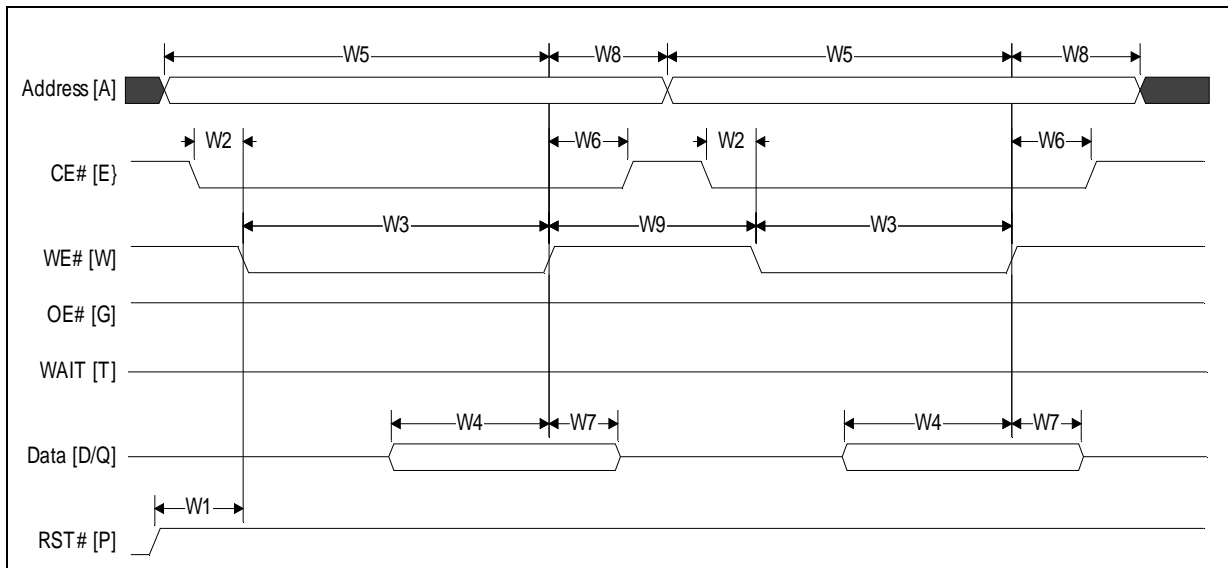 W5 W8 W5 W8
Address [A]
W2 W6 W2 W6
CE# [E}
W3 W9 W3
WE# [W]
OE# [G]
WAIT [T]
W4 W7 W4 W7
Data [D/Q]
W1
RST# [P]